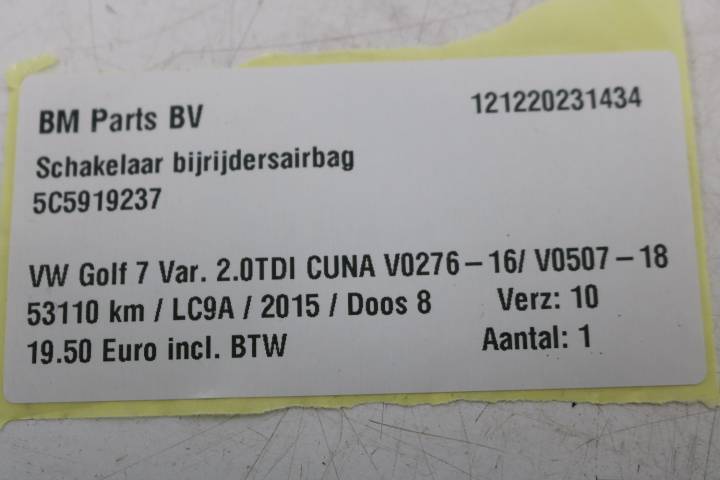 BM Parts BV 121220231434
Schakelaar bijrijdersairbag
5C5919237
VW Golf 7 Var. 2.0TDI CUNA V0276-16/ V0507-18
53110 km / LC9A / 2015 / Doos 8 Verz: 10
19.50 Euro incl. BTW Aantal: 1